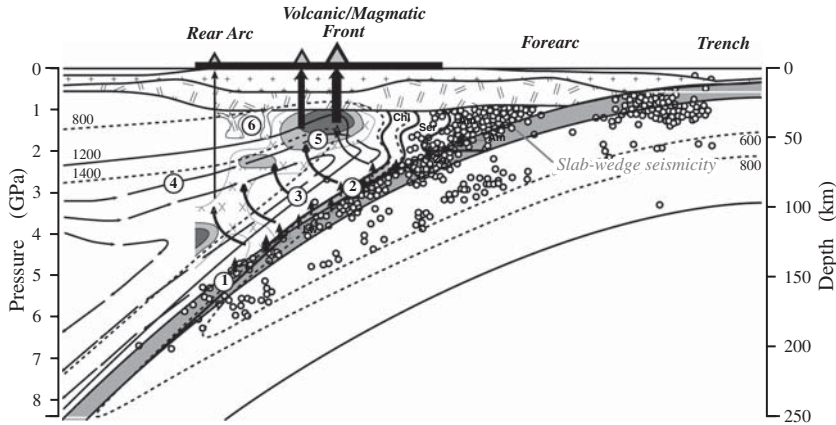 Volcanic/Magmatic
Rear Arc
Front
Forearc
Trench
0
0
1
Chl
800
6
Ser
5
50
600
2
1200
Slab-wedge seismicity
800
1400
4
2
3
3
100
4
5
1
150
6
200
7
8
250
Pressure (GPa)
Depth (km)